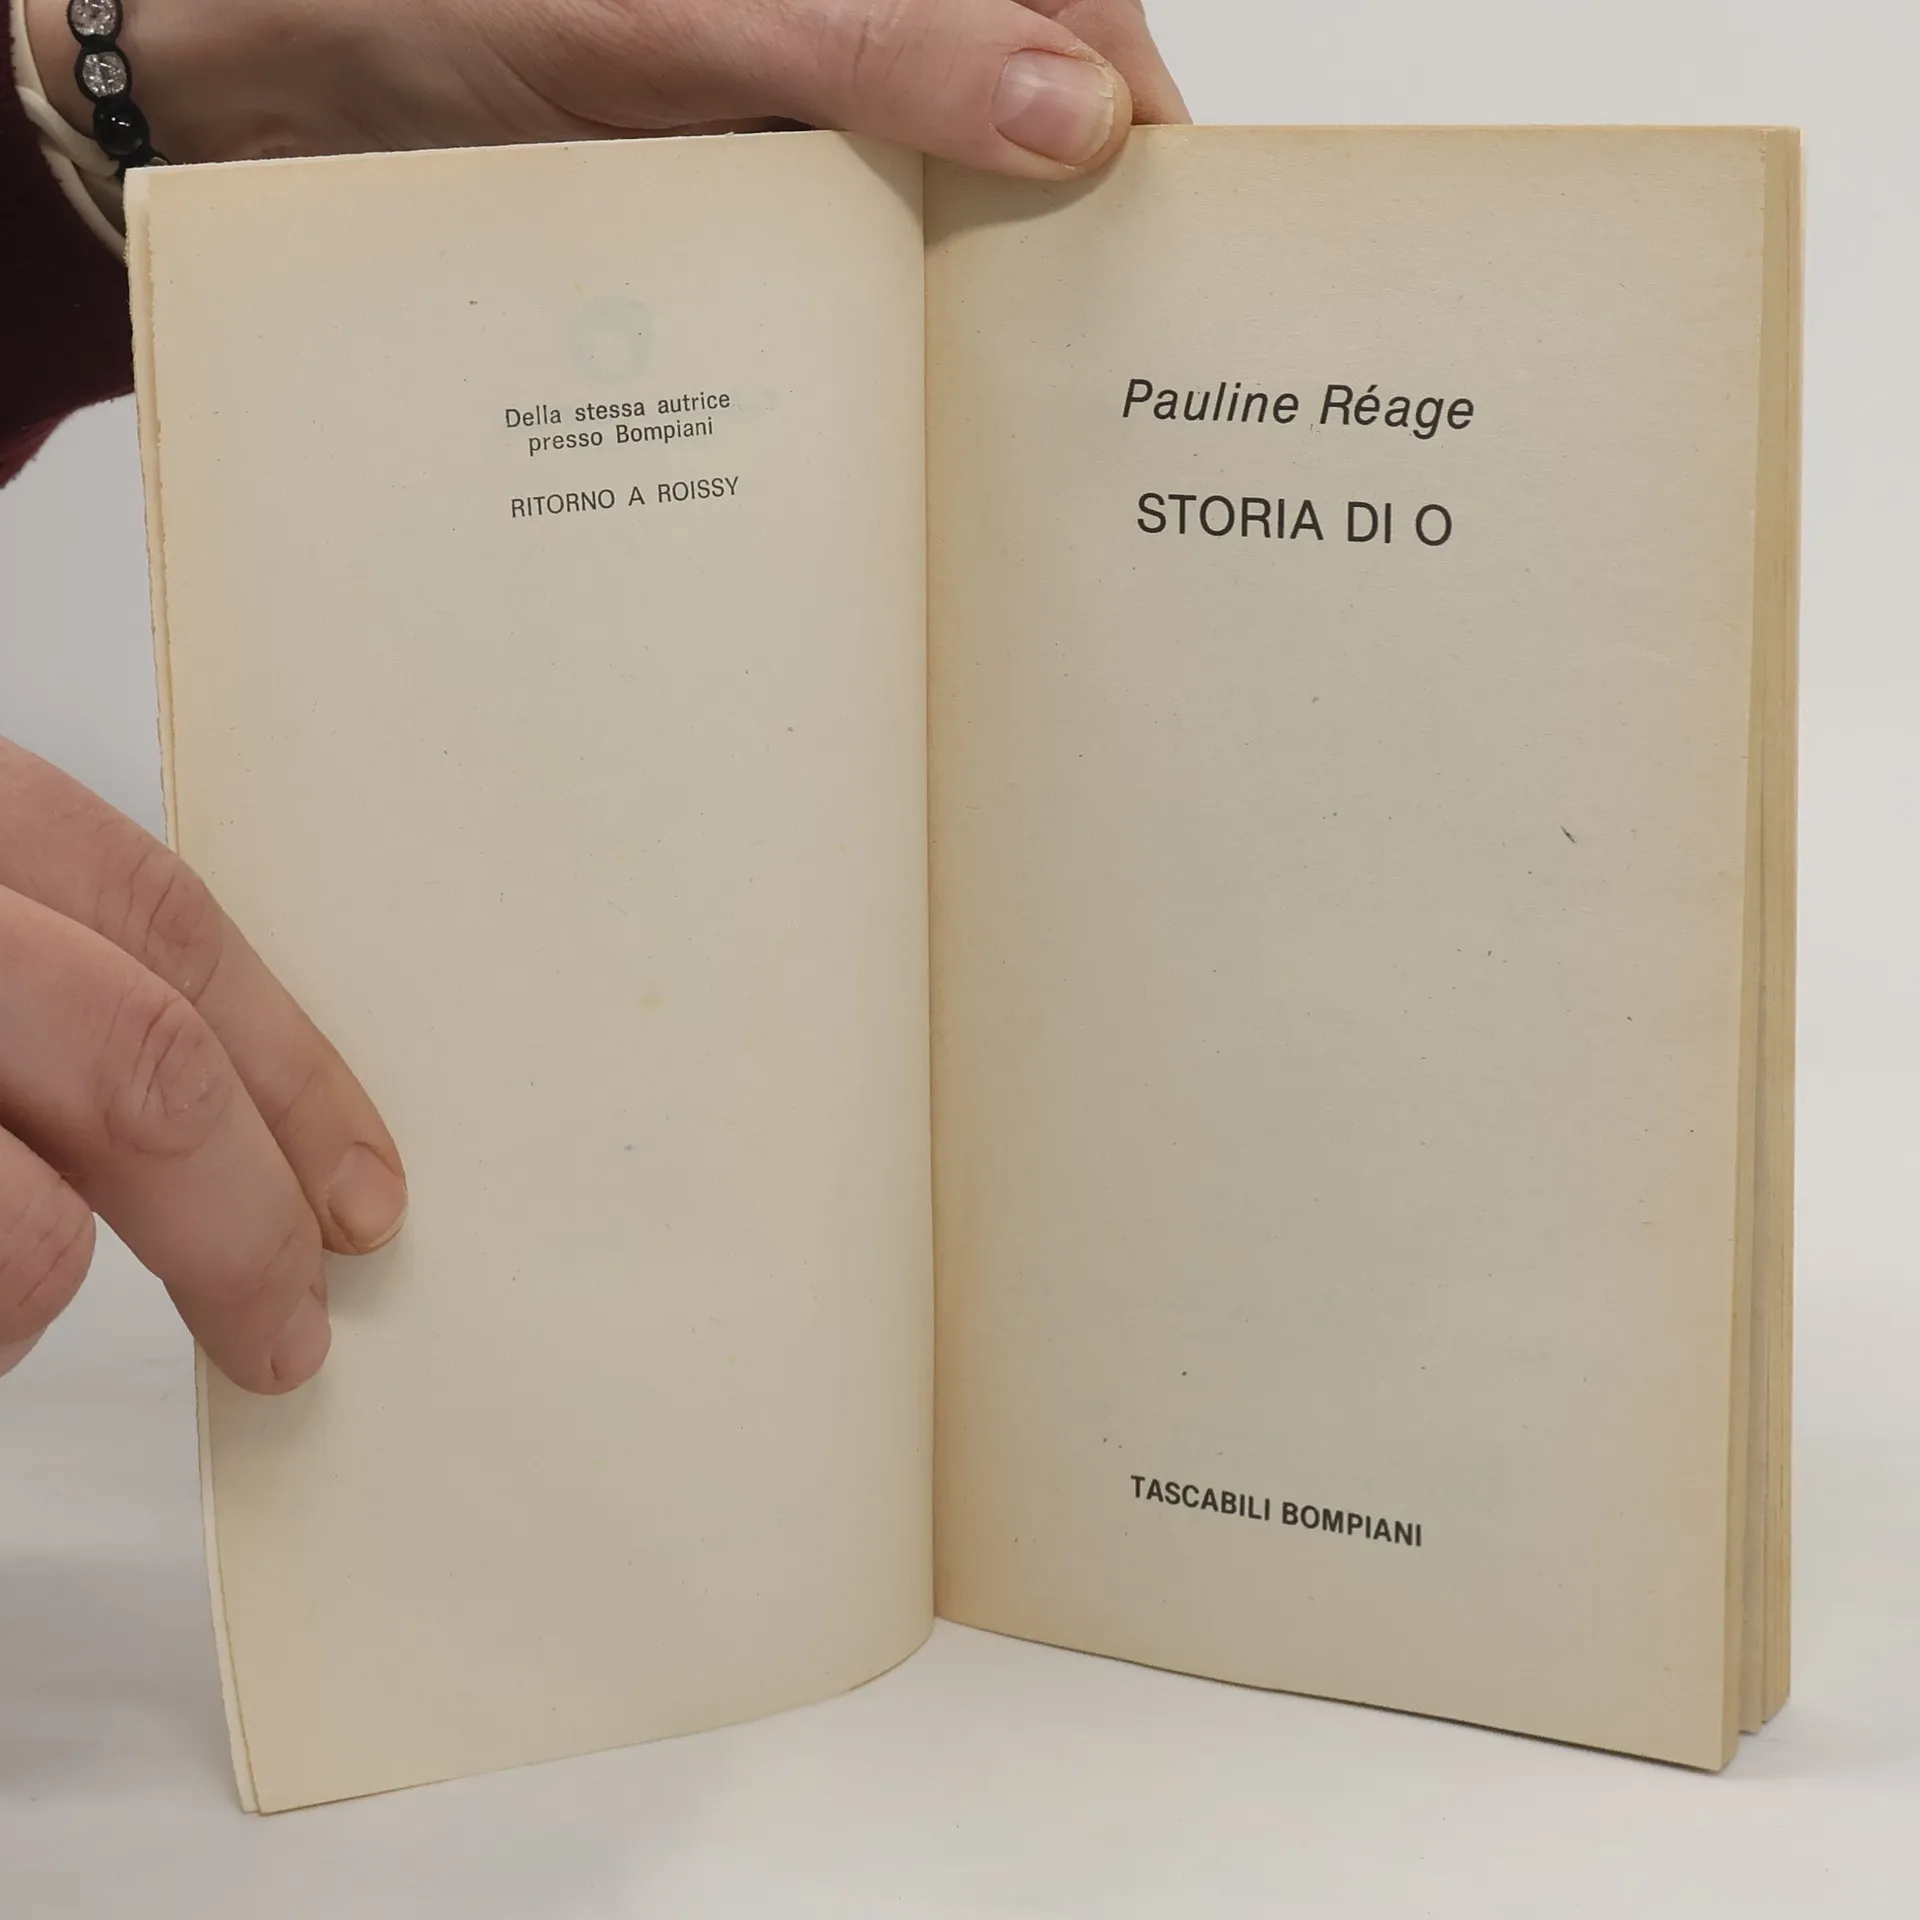 Della stessa autrice
presso Bompiani
RITORNO A ROISSY
Pauline Réage
STORIA DI O
TASCABILI BOMPIANI